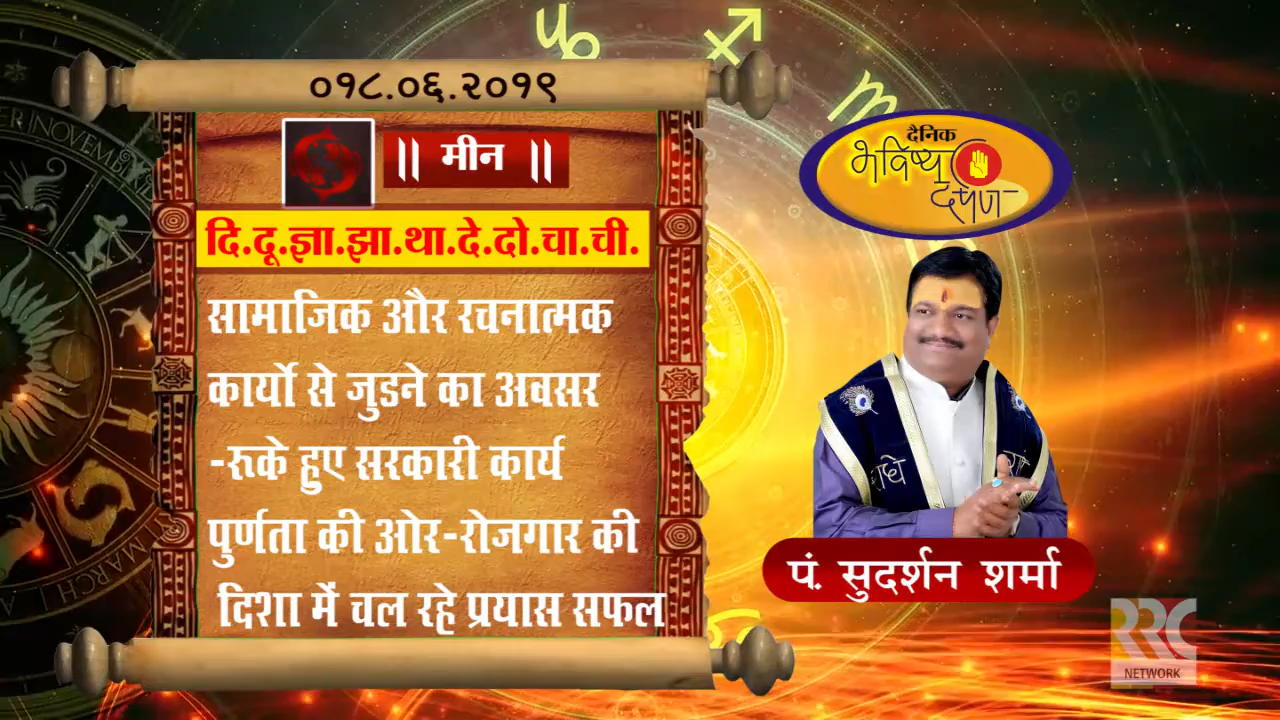 ०१८.०६.२०१९
|| मीन ||
दि.दू.ज्ञा.झा.था.दे.दो.चा.ची.
सामाजिक और रचनात्मक
कार्यो से जुडने का अवसर
-रूके हुए सरकारी कार्य
पुर्णता की ओर-रोजगार की
दिशा में चल रहे प्रयास सफल
दैनिक
भविष्य
दर्पण
राधे
पं. सुदर्शन शर्मा
RRC
NETWORK